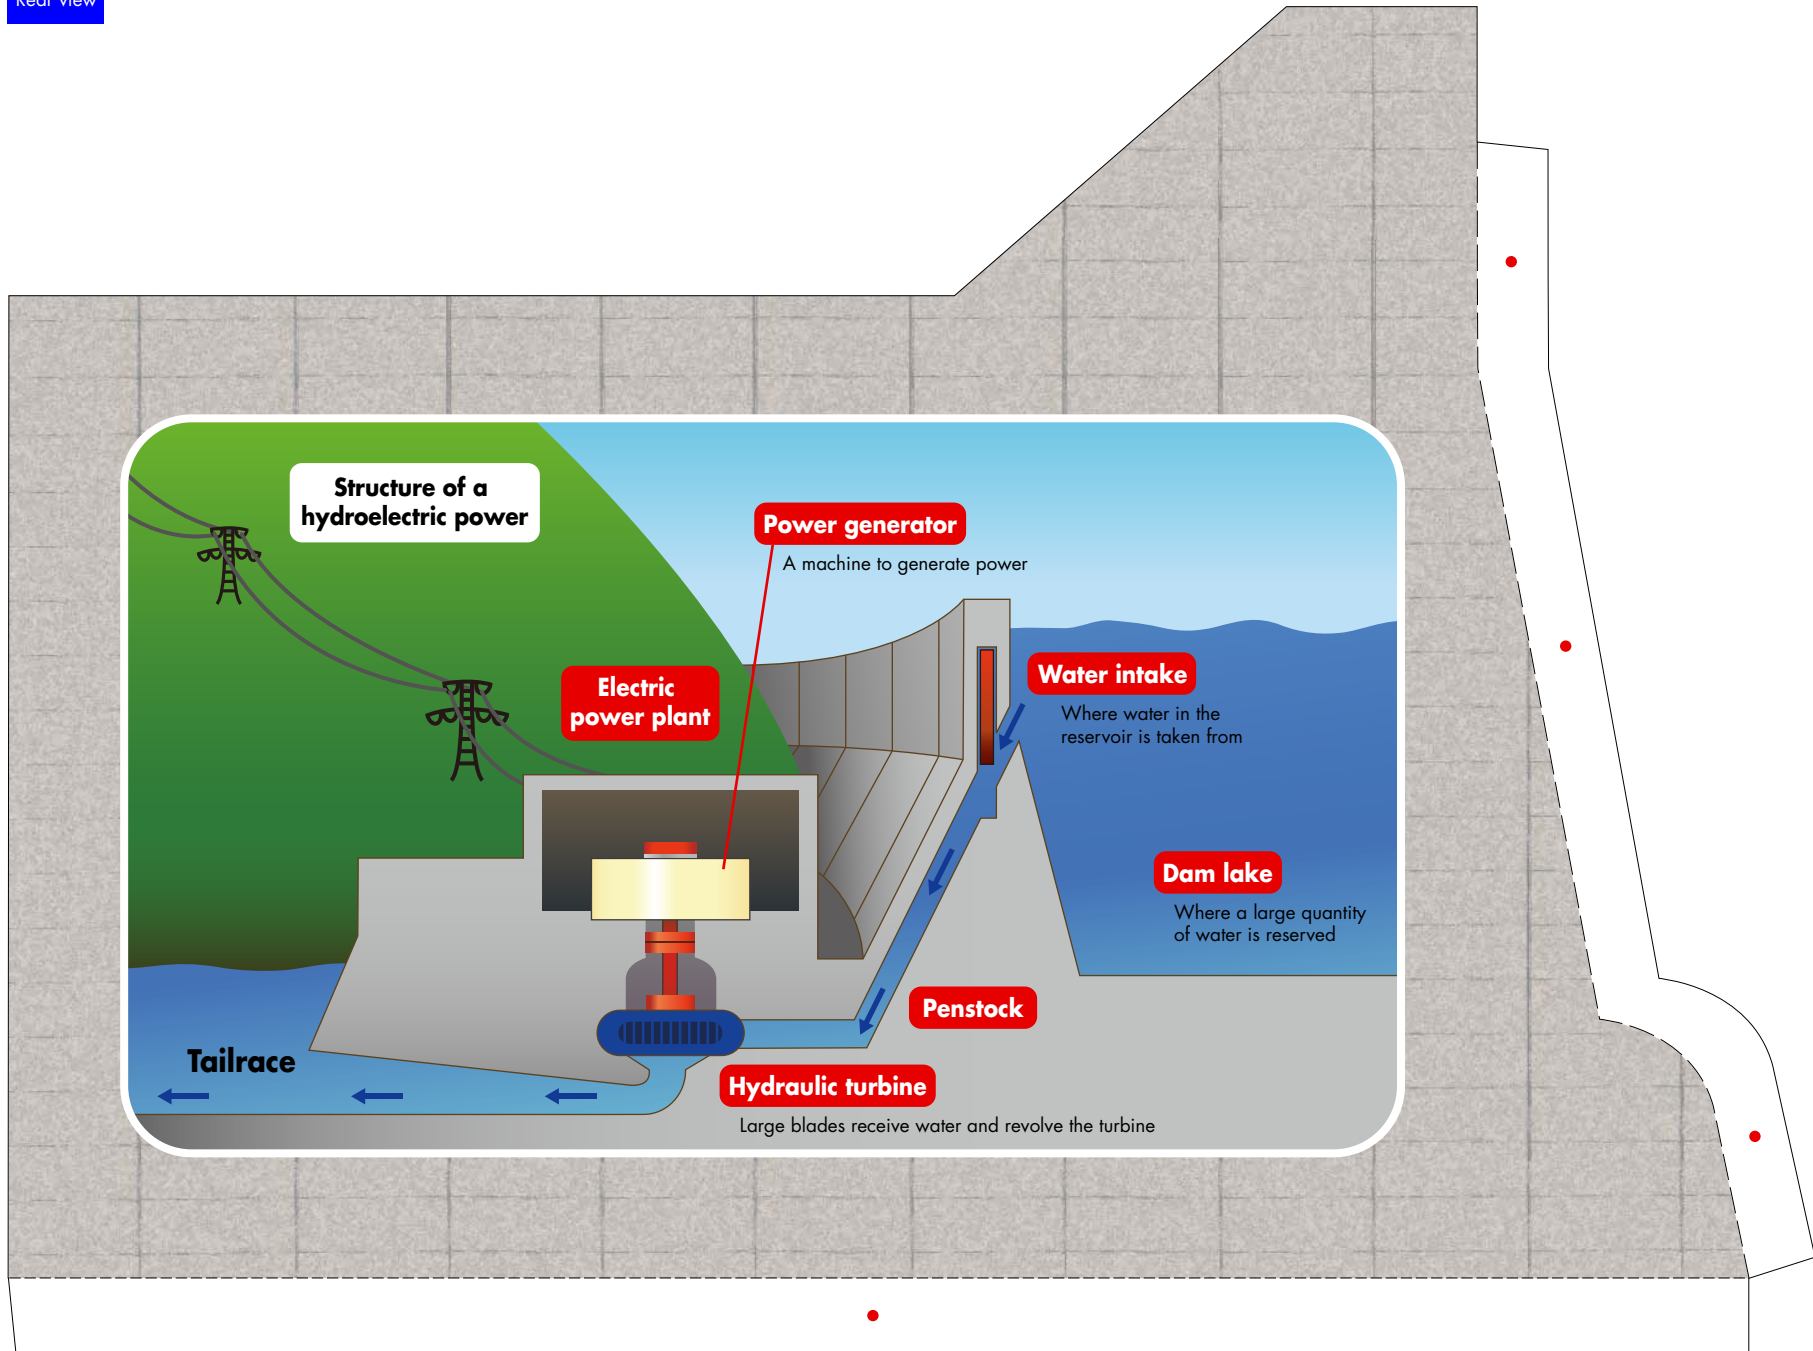 Rear view
Structure of a
hydroelectric power
Power generator
A machine to generate power
Electric
power plant
Water intake
Where water in the
reservoir is taken from
Dam lake
Where a large quantity
of water is reserved
Penstock
Tailrace
Hydraulic turbine
Large blades receive water and revolve the turbine